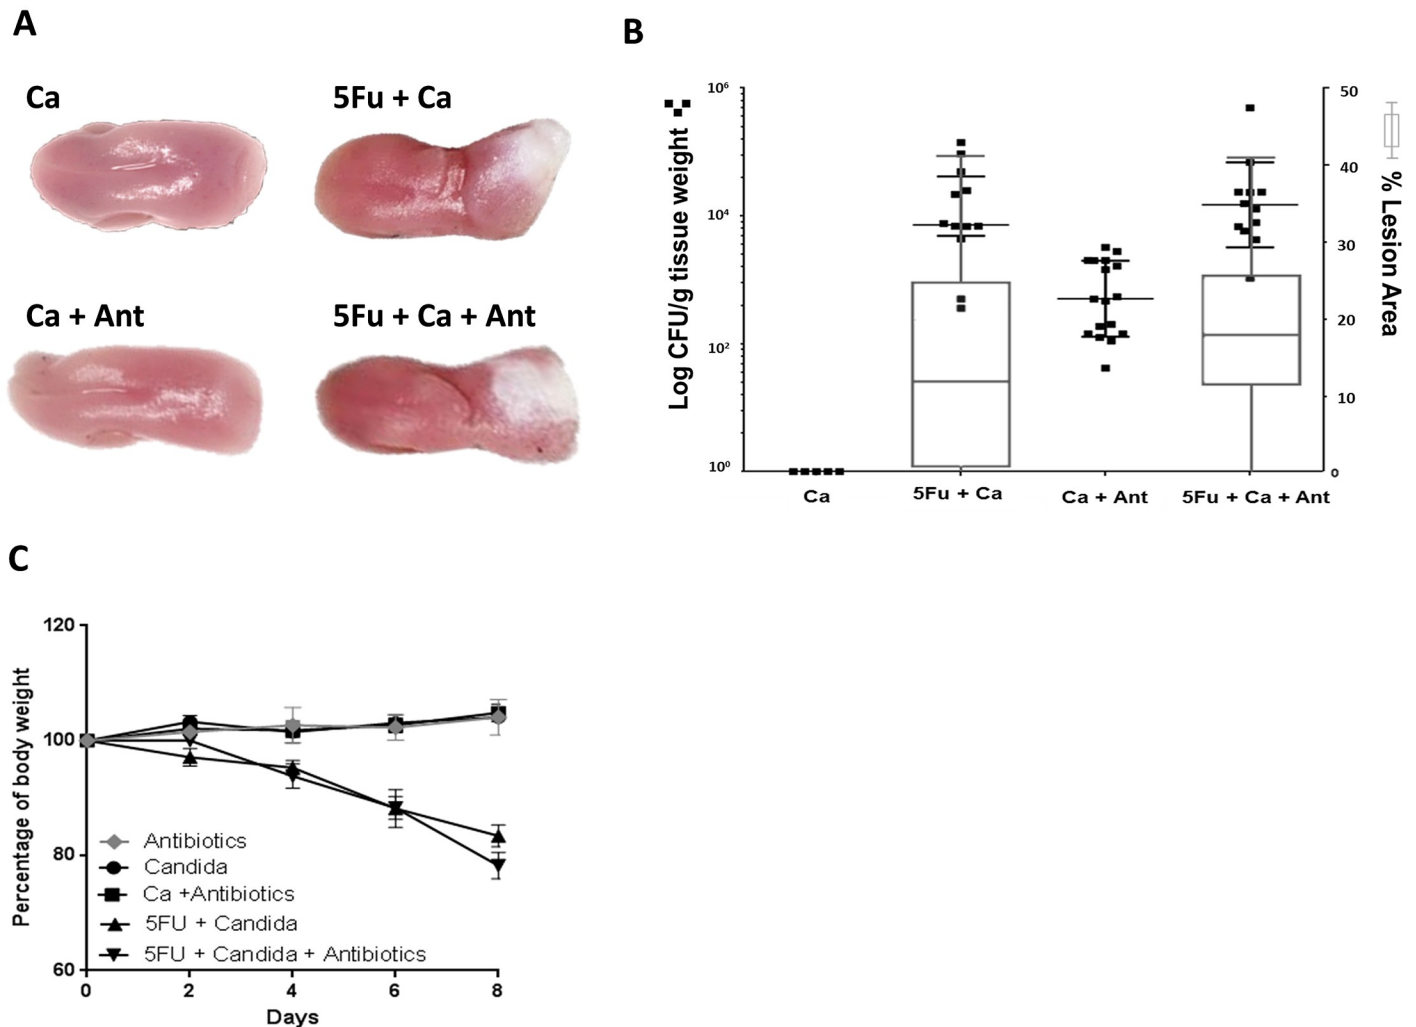 A
Ca
5Fu + Ca
Ca + Ant
5Fu + Ca + Ant
B
Log CFU/g tissue weight
10⁶
10⁴
10²
10⁰
50
40
30
20
10
0
% Lesion Area
Ca
5Fu + Ca
Ca + Ant
5Fu + Ca + Ant
C
Percentage of body weight
120
100
80
60
Antibiotics
Candida
Ca +Antibiotics
5FU + Candida
5FU + Candida + Antibiotics
0
2
4
6
8
Days